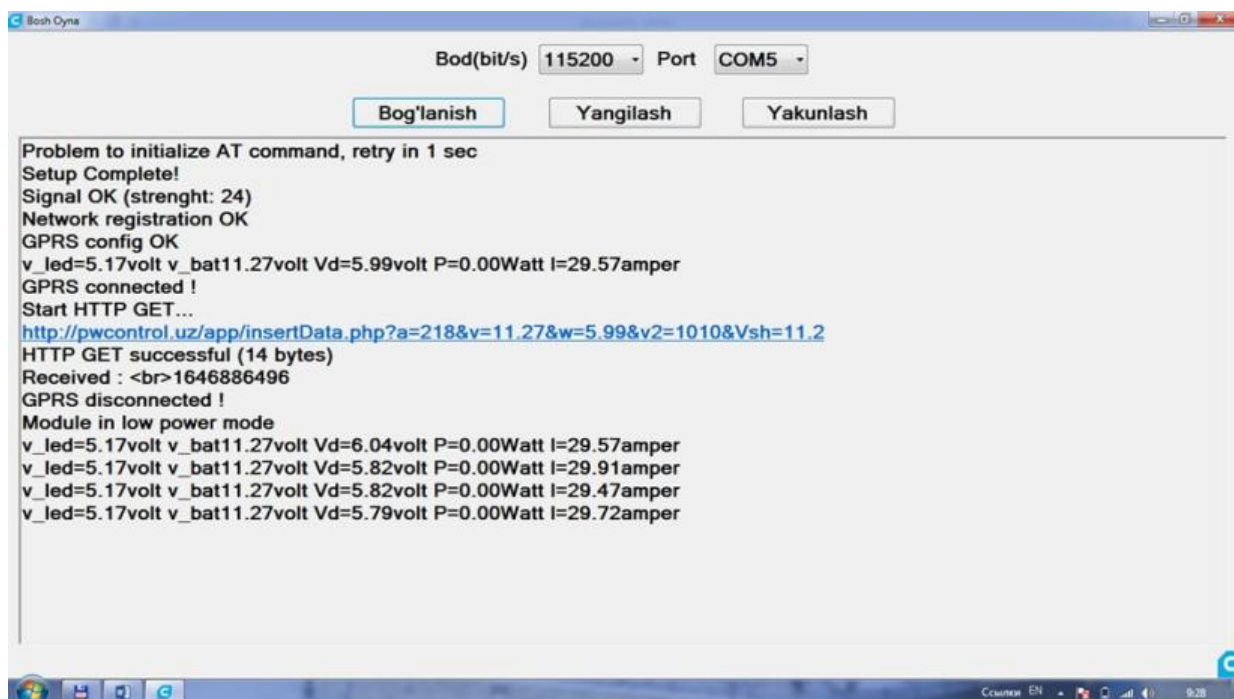 Bosh Oyna
Bod(bit/s) 115200 Port COM5
Bog'lanish Yangilash Yakunlash
Problem to initialize AT command, retry in 1 sec
Setup Complete!
Signal OK (strenght: 24)
Network registration OK
GPRS config OK
v_led=5.17volt v_bat11.27volt Vd=5.99volt P=0.00Watt I=29.57amper
GPRS connected !
Start HTTP GET...
http://pwcontrol.uz/app/insertData.php?a=218&v=11.27&w=5.99&v2=1010&Vsh=11.2
HTTP GET successful (14 bytes)
Received : <br>1646886496
GPRS disconnected !
Module in low power mode
v_led=5.17volt v_bat11.27volt Vd=6.04volt P=0.00Watt I=29.57amper
v_led=5.17volt v_bat11.27volt Vd=5.82volt P=0.00Watt I=29.91amper
v_led=5.17volt v_bat11.27volt Vd=5.82volt P=0.00Watt I=29.47amper
v_led=5.17volt v_bat11.27volt Vd=5.79volt P=0.00Watt I=29.72amper
Ссылки EN 9:28